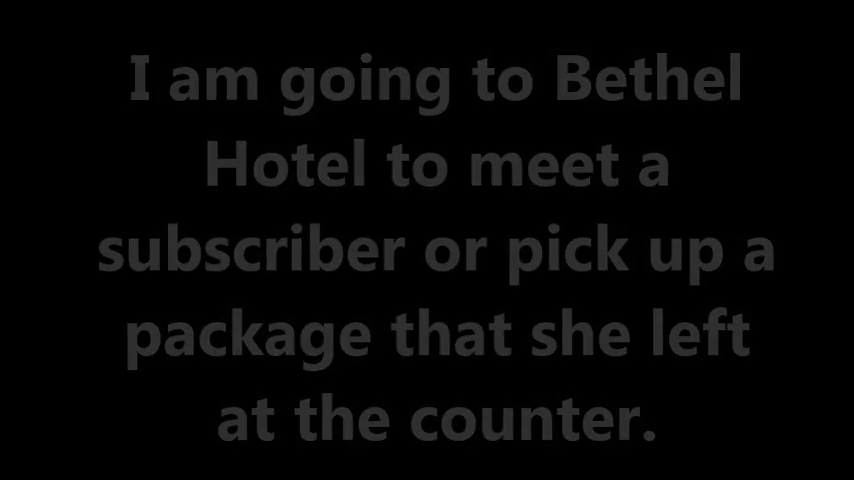 I am going to Bethel
Hotel to meet a
subscriber or pick up a
package that she left
at the counter.